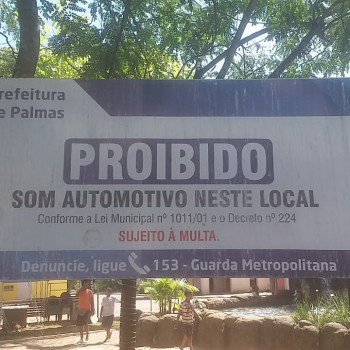 refeitura
e Palmas
PROIBIDO
SOM AUTOMOTIVO NESTE LOCAL
Conforme a Lei Municipal nº 1011/01 e o Decreto nº 224
SUJEITO À MULTA.
Denuncie, ligue 153 - Guarda Metropolitana